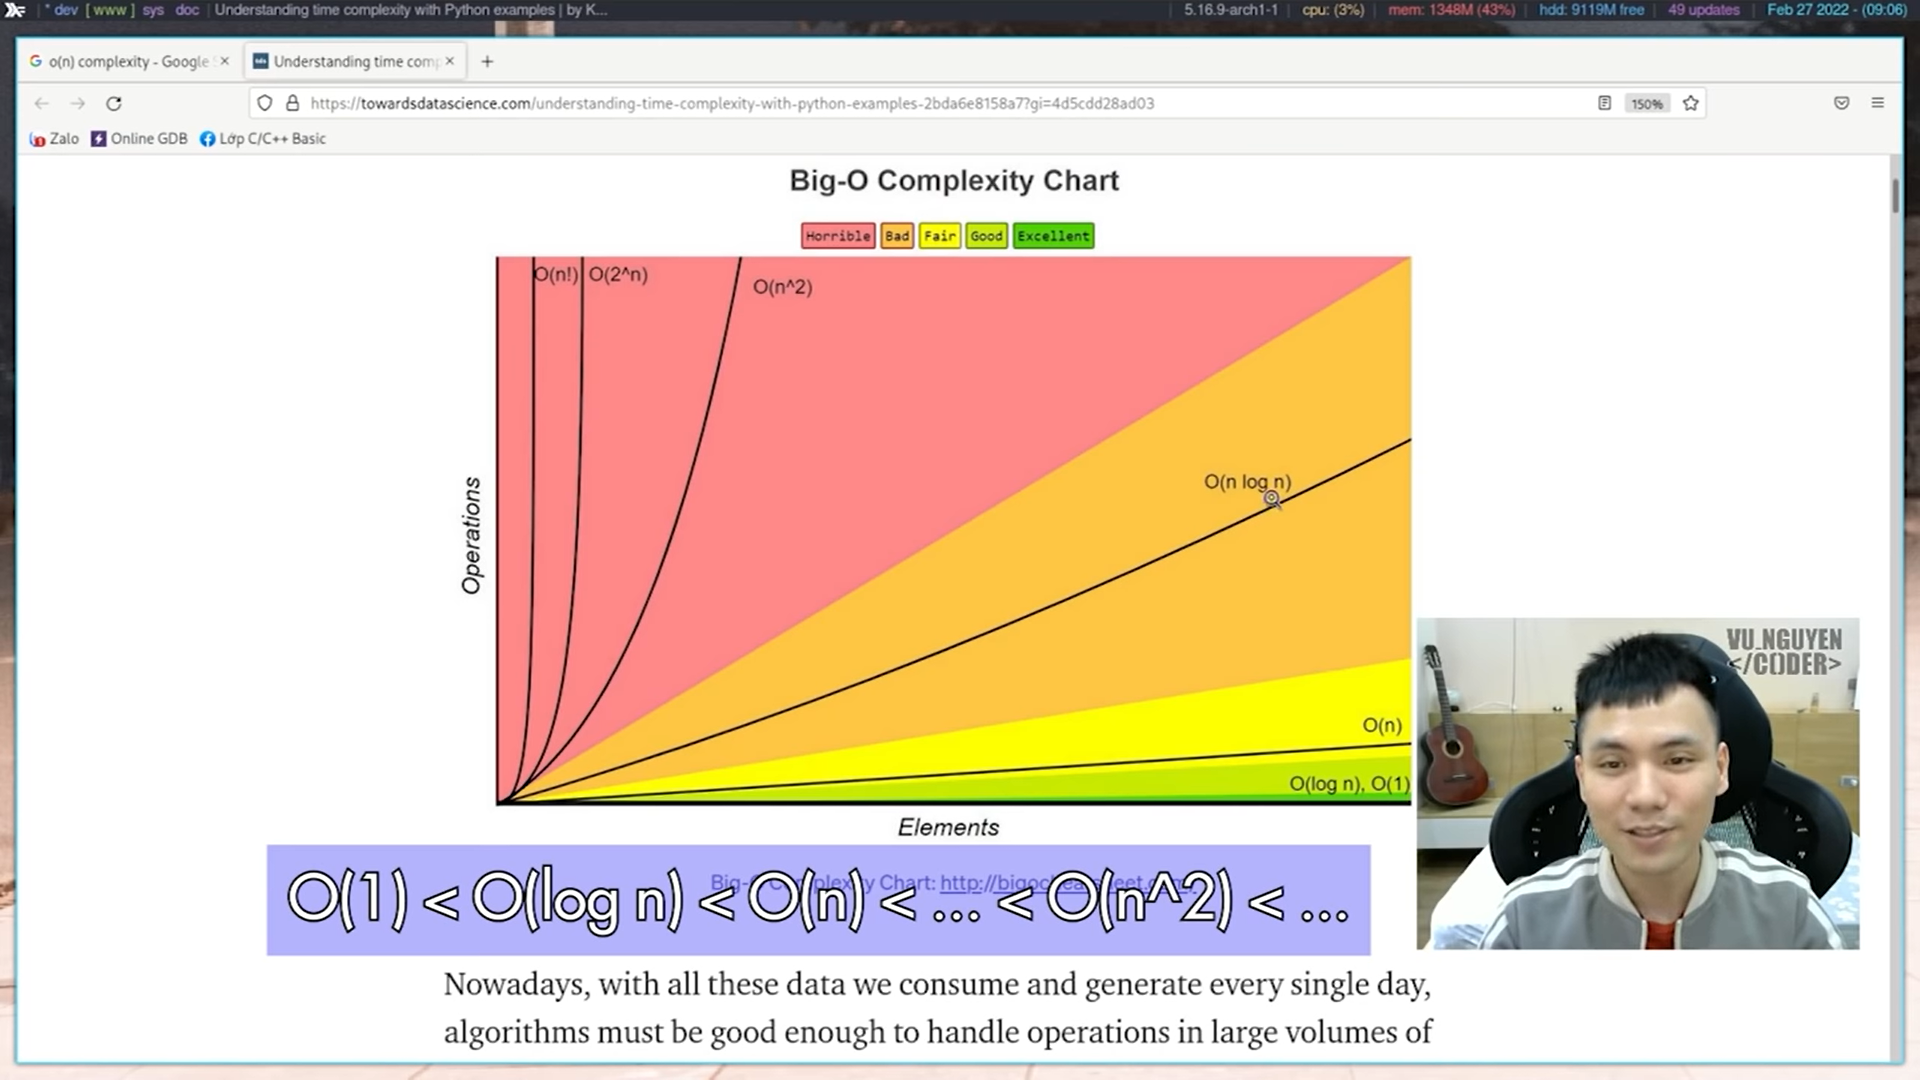 * dev [ www ] sys doc | Understanding time complexity with Python examples | by K...
| 5.16.9-arch1-1 | cpu: (3%) | mem: 1348M (43%) | hdd: 9119M free | 49 updates | Feb 27 2022 - (09:06)
o(n) complexity - Google
Understanding time comp
https://towardsdatascience.com/understanding-time-complexity-with-python-examples-2bda6e8158a7?gi=4d5cdd28ad03
150%
Zalo Online GDB Lớp C/C++ Basic
Big-O Complexity Chart
Horrible Bad Fair Good Excellent
O(n!) O(2^n)
O(n^2)
O(n log n)
Operations
O(n)
O(log n), O(1)
Elements
VU_NGUYEN
</C()DER>
Big-O Complexity Chart: http://bigocheatsheet.com/
O(1) < O(log n) < O(n) < ... < O(n^2) < ...
Nowadays, with all these data we consume and generate every single day,
algorithms must be good enough to handle operations in large volumes of